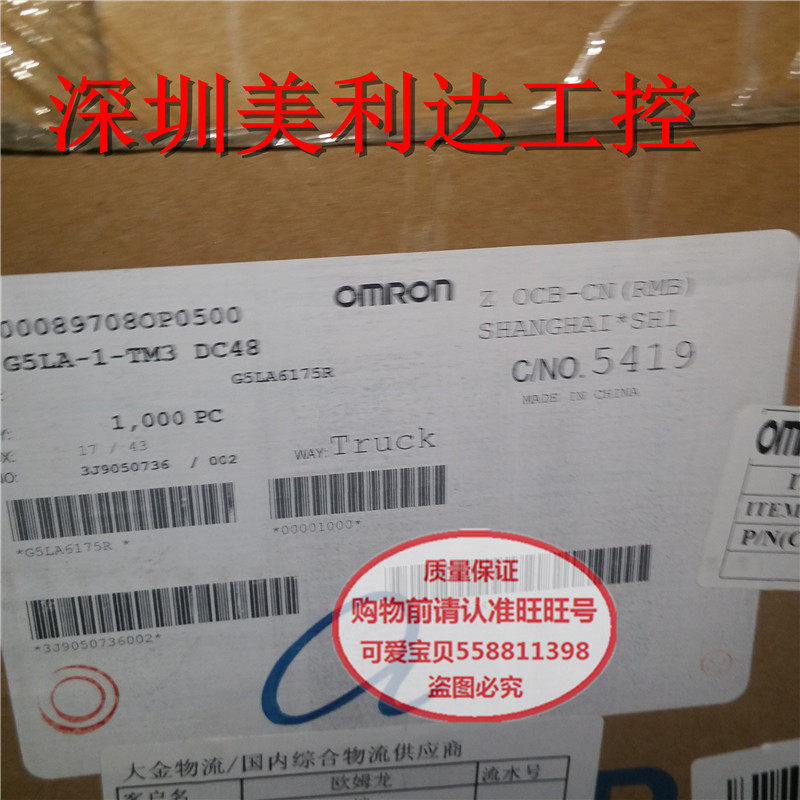 深圳美利达工控
OMRON
Z OCB-CN(RMB)
SHANGHAI*SH1
00089708OP0500
G5LA-1-TM3 DC48
G5LA6175R
C/NO. 5419
MADE IN CHINA
1,000 PC
17 / 43
WAY: Truck
NO: 3J9050736 / 002
*G5LA6175R *
*00001000*
*3J9050736002*
质量保证
购物前请认准旺旺号
可爱宝贝558811398
盗图必究
ITEM
P/N(C
大金物流/国内综合物流供应商
客户名 欧姆龙 流水号